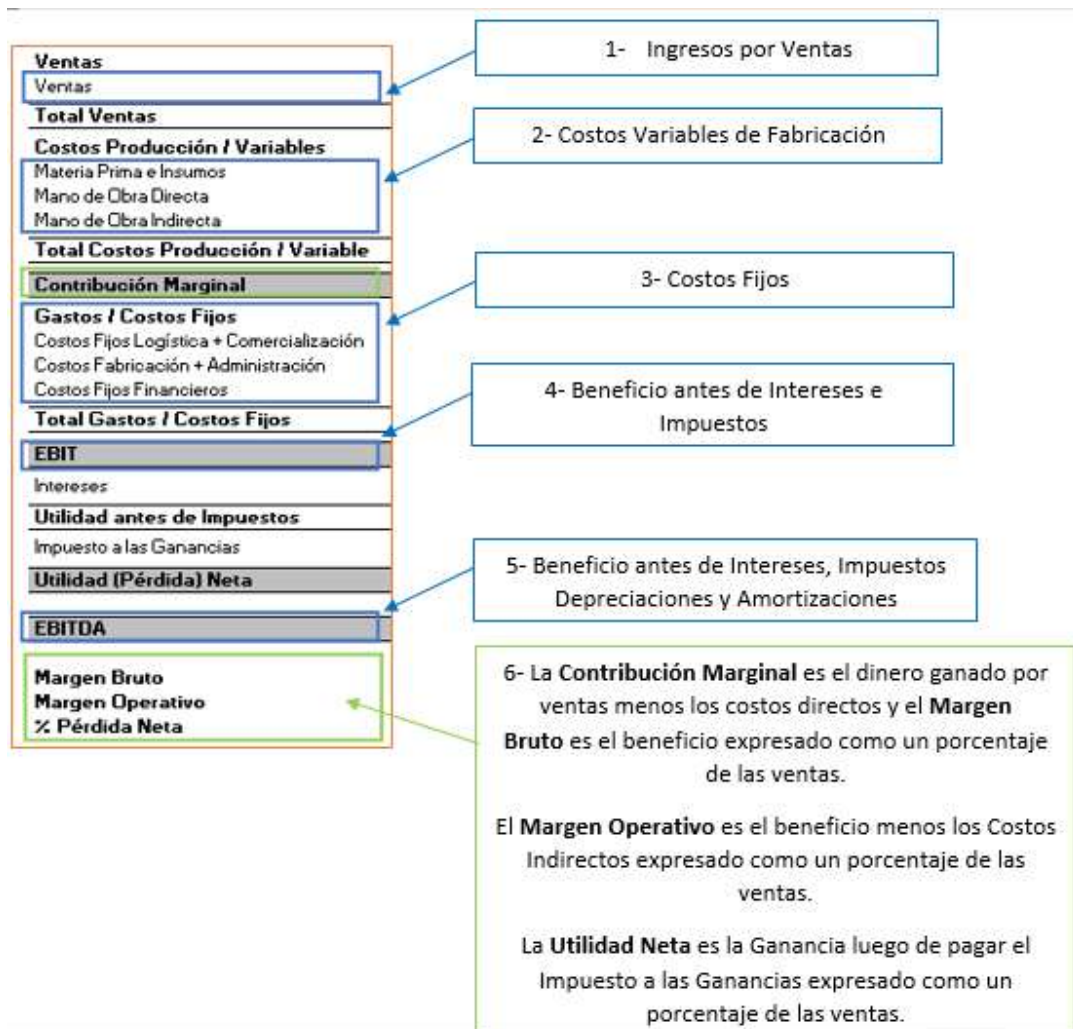 Ventas
Ventas
Total Ventas
Costos Producción / Variables
Materia Prima e Insumos
Mano de Obra Directa
Mano de Obra Indirecta
Total Costos Producción / Variable
Contribución Marginal
Gastos / Costos Fijos
Costos Fijos Logística + Comercialización
Costos Fabricación + Administración
Costos Fijos Financieros
Total Gastos / Costos Fijos
EBIT
Intereses
Utilidad antes de Impuestos
Impuesto a las Ganancias
Utilidad (Pérdida) Neta
EBITDA
Margen Bruto
Margen Operativo
% Pérdida Neta
1- Ingresos por Ventas
2- Costos Variables de Fabricación
3- Costos Fijos
4- Beneficio antes de Intereses e
Impuestos
5- Beneficio antes de Intereses, Impuestos
Depreciaciones y Amortizaciones
6- La Contribución Marginal es el dinero ganado por
ventas menos los costos directos y el Margen
Bruto es el beneficio expresado como un porcentaje
de las ventas.
El Margen Operativo es el beneficio menos los Costos
Indirectos expresado como un porcentaje de las
ventas.
La Utilidad Neta es la Ganancia luego de pagar el
Impuesto a las Ganancias expresado como un
porcentaje de las ventas.